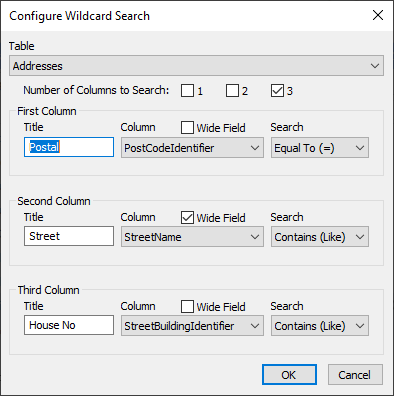 Configure Wildcard Search
Table
Addresses
Number of Columns to Search: 1 2 3
First Column
Title Column Wide Field Search
Postal PostCodeIdentifier Equal To (=)
Second Column
Title Column Wide Field Search
Street StreetName Contains (Like)
Third Column
Title Column Wide Field Search
House No StreetBuildingIdentifier Contains (Like)
OK Cancel